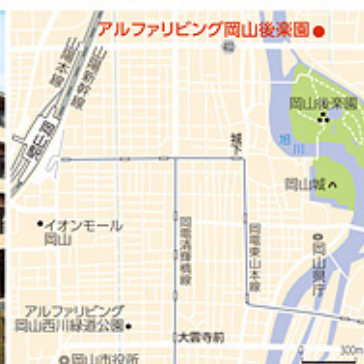 アルファリビング岡山後楽園
山陽本線
山陽新幹線
岡山駅
岡山後楽園
旭川
城下
岡山城
イオンモール
岡山
岡電清輝橋線
岡電東山本線
岡山県庁
アルファリビング
岡山西川緑道公園
大雲寺前
岡山市役所
300m